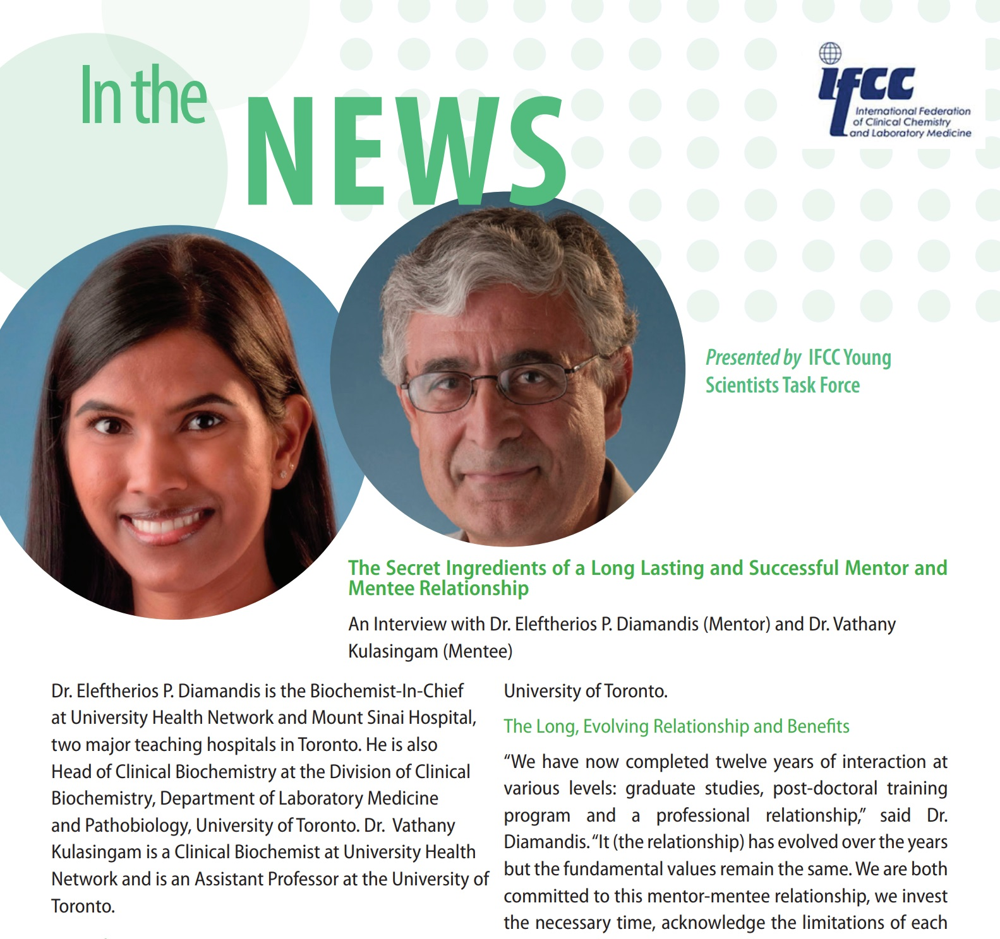 In the
NEWS
ifcc
International Federation
of Clinical Chemistry
and Laboratory Medicine
Presented by IFCC Young
Scientists Task Force
The Secret Ingredients of a Long Lasting and Successful Mentor and
Mentee Relationship
An Interview with Dr. Eleftherios P. Diamandis (Mentor) and Dr. Vathany
Kulasingam (Mentee)
Dr. Eleftherios P. Diamandis is the Biochemist-In-Chief
at University Health Network and Mount Sinai Hospital,
two major teaching hospitals in Toronto. He is also
Head of Clinical Biochemistry at the Division of Clinical
Biochemistry, Department of Laboratory Medicine
and Pathobiology, University of Toronto. Dr. Vathany
Kulasingam is a Clinical Biochemist at University Health
Network and is an Assistant Professor at the University of
Toronto.
University of Toronto.
The Long, Evolving Relationship and Benefits
“We have now completed twelve years of interaction at
various levels: graduate studies, post-doctoral training
program and a professional relationship,” said Dr.
Diamandis. “It (the relationship) has evolved over the years
but the fundamental values remain the same. We are both
committed to this mentor-mentee relationship, we invest
the necessary time, acknowledge the limitations of each